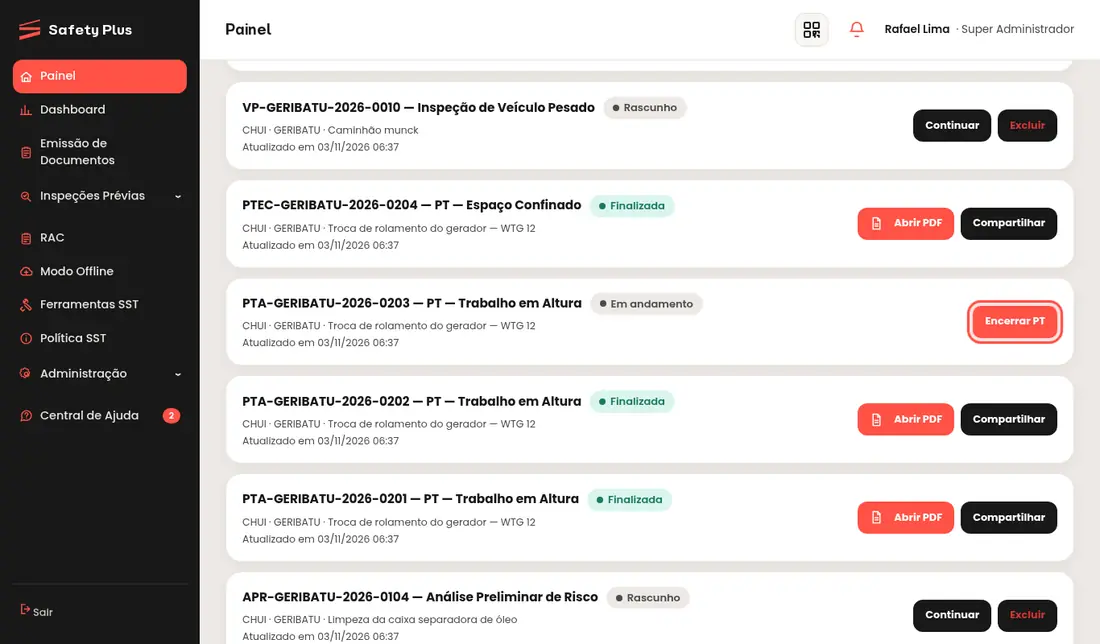 Safety Plus
Painel
Dashboard
Emissão de
Documentos
Inspeções Prévias
RAC
Modo Offline
Ferramentas SST
Política SST
Administração
Central de Ajuda 2
Sair
Painel
Rafael Lima · Super Administrador
VP-GERIBATU-2026-0010 — Inspeção de Veículo Pesado Rascunho
CHUI · GERIBATU · Caminhão munck
Atualizado em 03/11/2026 06:37
Continuar Excluir
PTEC-GERIBATU-2026-0204 — PT — Espaço Confinado Finalizada
CHUI · GERIBATU · Troca de rolamento do gerador — WTG 12
Atualizado em 03/11/2026 06:37
Abrir PDF Compartilhar
PTA-GERIBATU-2026-0203 — PT — Trabalho em Altura Em andamento
CHUI · GERIBATU · Troca de rolamento do gerador — WTG 12
Atualizado em 03/11/2026 06:37
Encerrar PT
PTA-GERIBATU-2026-0202 — PT — Trabalho em Altura Finalizada
CHUI · GERIBATU · Troca de rolamento do gerador — WTG 12
Atualizado em 03/11/2026 06:37
Abrir PDF Compartilhar
PTA-GERIBATU-2026-0201 — PT — Trabalho em Altura Finalizada
CHUI · GERIBATU · Troca de rolamento do gerador — WTG 12
Atualizado em 03/11/2026 06:37
Abrir PDF Compartilhar
APR-GERIBATU-2026-0104 — Análise Preliminar de Risco Rascunho
CHUI · GERIBATU · Limpeza da caixa separadora de óleo
Atualizado em 03/11/2026 06:37
Continuar Excluir